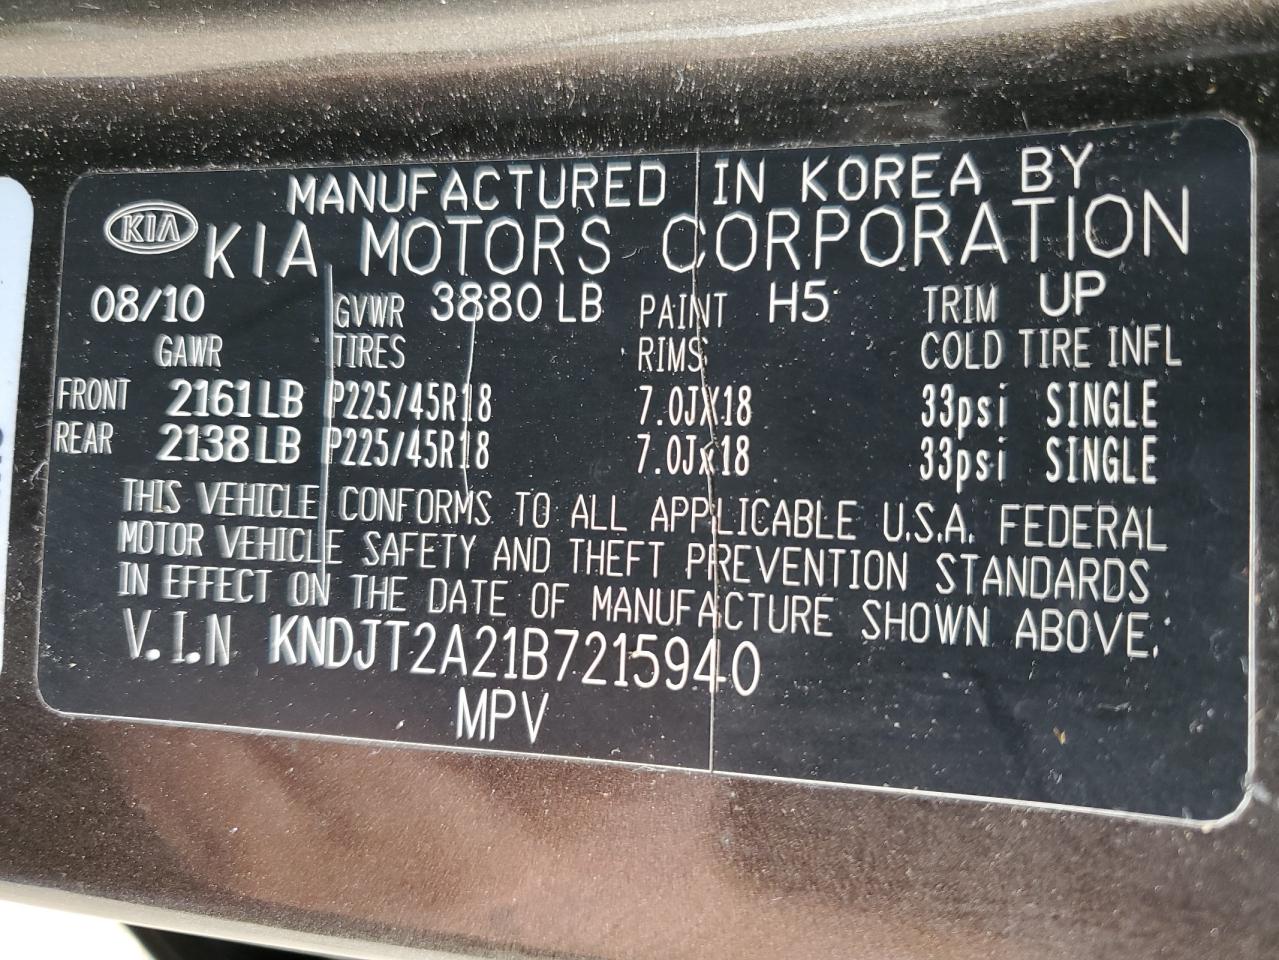 MANUFACTURED IN KOREA BY
KIA KIA MOTORS CORPORATION
08/10 GVWR 3880 LB PAINT H5 TRIM UP
GAWR TIRES RIMS COLD TIRE INFL
FRONT 2161 LB P225/45R18 7.0JX18 33psi SINGLE
REAR 2138 LB P225/45R18 7.0Jx18 33psi SINGLE
THIS VEHICLE CONFORMS TO ALL APPLICABLE U.S.A. FEDERAL
MOTOR VEHICLE SAFETY AND THEFT PREVENTION STANDARDS
IN EFFECT ON THE DATE OF MANUFACTURE SHOWN ABOVE.
V.I.N KNDJT2A21B7215940
MPV